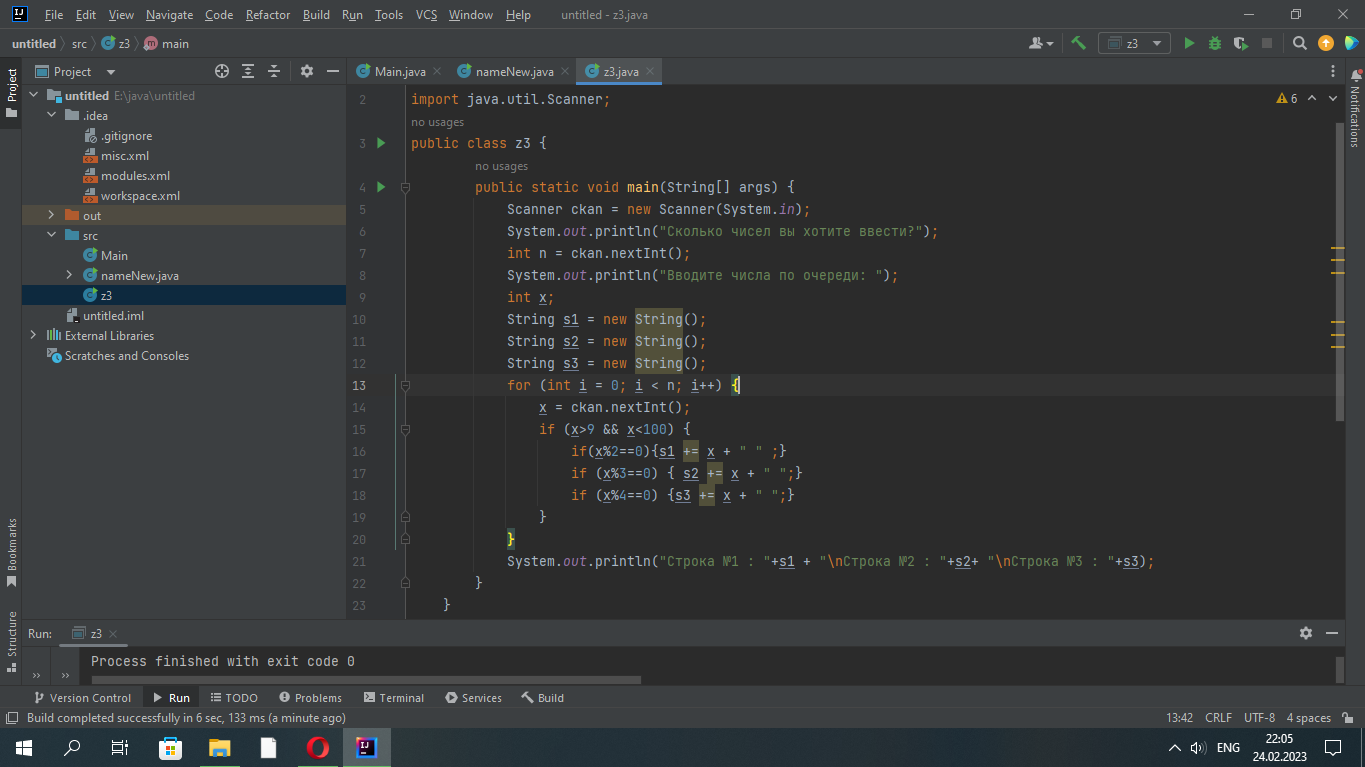 IJ File Edit View Navigate Code Refactor Build Run Tools VCS Window Help untitled - z3.java
untitled src z3 main z3
Project
Project
untitled E:\java\untitled
.idea
.gitignore
misc.xml
modules.xml
workspace.xml
out
src
Main
nameNew.java
z3
untitled.iml
External Libraries
Scratches and Consoles
Bookmarks
Structure
Main.java nameNew.java z3.java
6
Notifications
2 import java.util.Scanner;
no usages
3 public class z3 {
no usages
4 public static void main(String[] args) {
5 Scanner ckan = new Scanner(System.in);
6 System.out.println("Сколько чисел вы хотите ввести?");
7 int n = ckan.nextInt();
8 System.out.println("Вводите числа по очереди: ");
9 int x;
10 String s1 = new String();
11 String s2 = new String();
12 String s3 = new String();
13 for (int i = 0; i < n; i++) {
14 x = ckan.nextInt();
15 if (x>9 && x<100) {
16 if(x%2==0){s1 += x + " " ;}
17 if (x%3==0) { s2 += x + " ";}
18 if (x%4==0) {s3 += x + " ";}
19 }
20 }
21 System.out.println("Строка №1 : "+s1 + "\nСтрока №2 : "+s2+ "\nСтрока №3 : "+s3);
22 }
23 }
Run: z3
Process finished with exit code 0
Version Control Run TODO Problems Terminal Services Build
Build completed successfully in 6 sec, 133 ms (a minute ago) 13:42 CRLF UTF-8 4 spaces
IJ ENG 22:05
24.02.2023